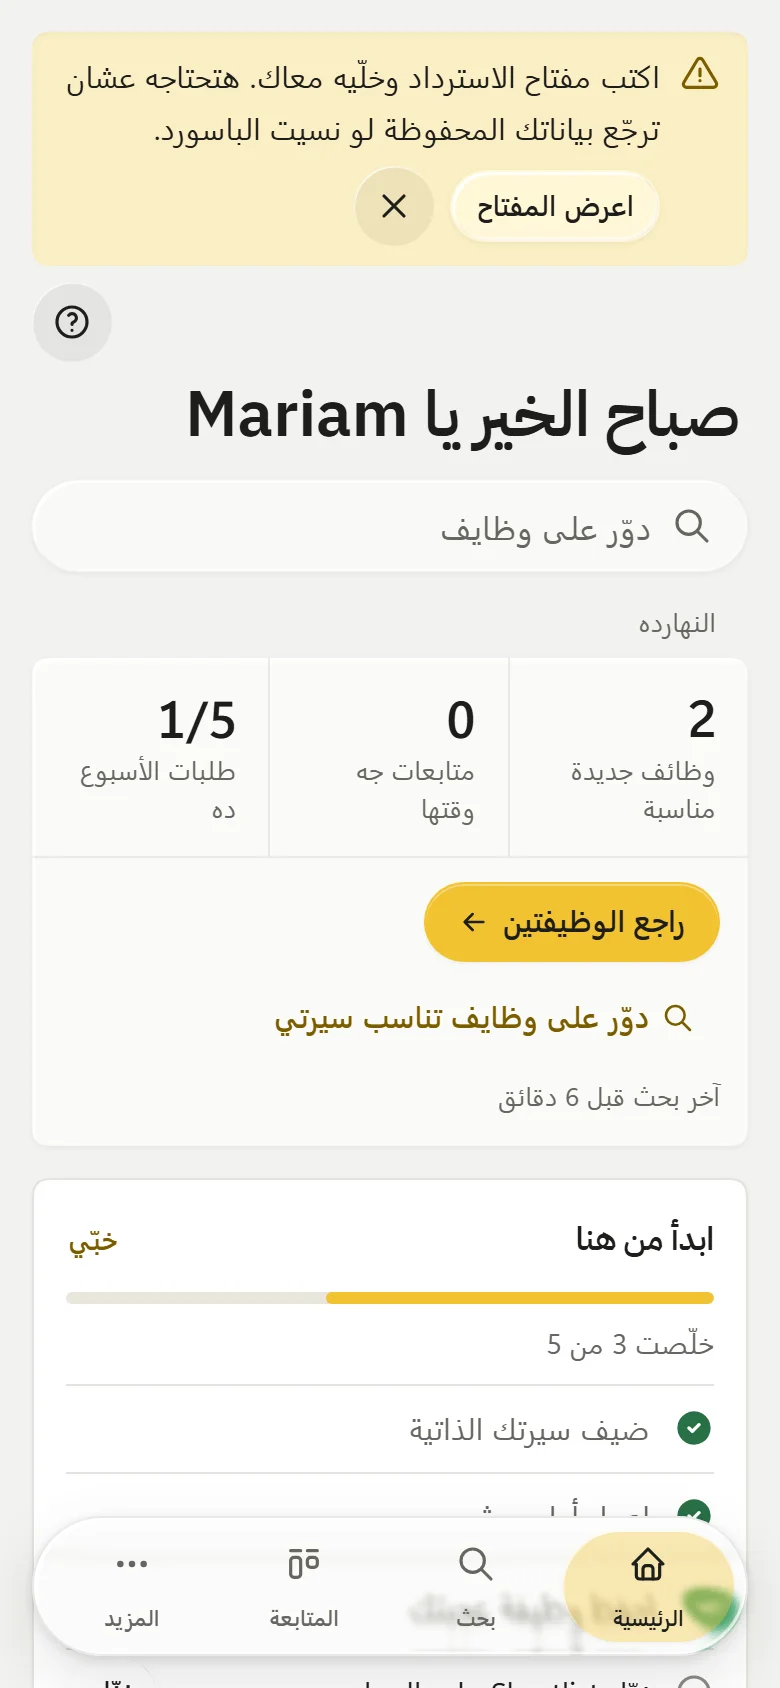 اكتب مفتاح الاسترداد وخلّيه معاك. هتحتاجه عشان
ترجّع بياناتك المحفوظة لو نسيت الباسورد.
اعرض المفتاح
صباح الخير يا Mariam
دوّر على وظايف
النهارده
2
وظائف جديدة
مناسبة
0
متابعات جه
وقتها
1/5
طلبات الأسبوع
ده
راجع الوظيفتين ←
دوّر على وظايف تناسب سيرتي
آخر بحث قبل 6 دقائق
ابدأ من هنا
خبّي
خلّصت 3 من 5
ضيف سيرتك الذاتية
الرئيسية
بحث
المتابعة
المزيد